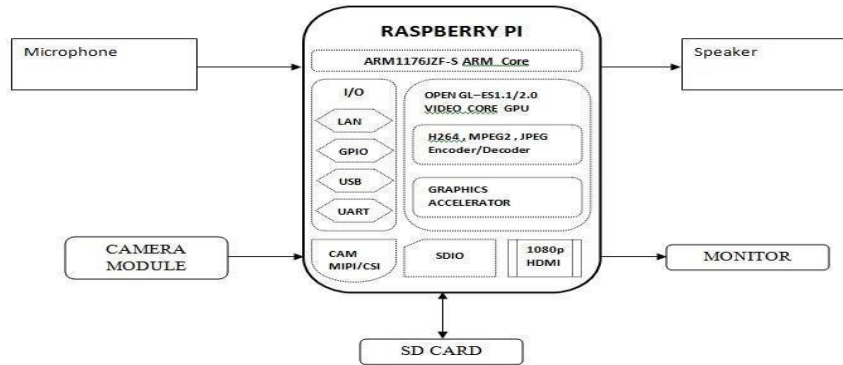 RASPBERRY PI
Microphone
Speaker
ARM1176JZF-S ARM Core
I/O
LAN
GPIO
USB
UART
OPEN GL–ES1.1/2.0
VIDEO CORE GPU
H264 , MPEG2 , JPEG
Encoder/Decoder
GRAPHICS
ACCELERATOR
CAMERA
MODULE
CAM
MIPI/CSI
SDIO
1080p
HDMI
MONITOR
SD CARD